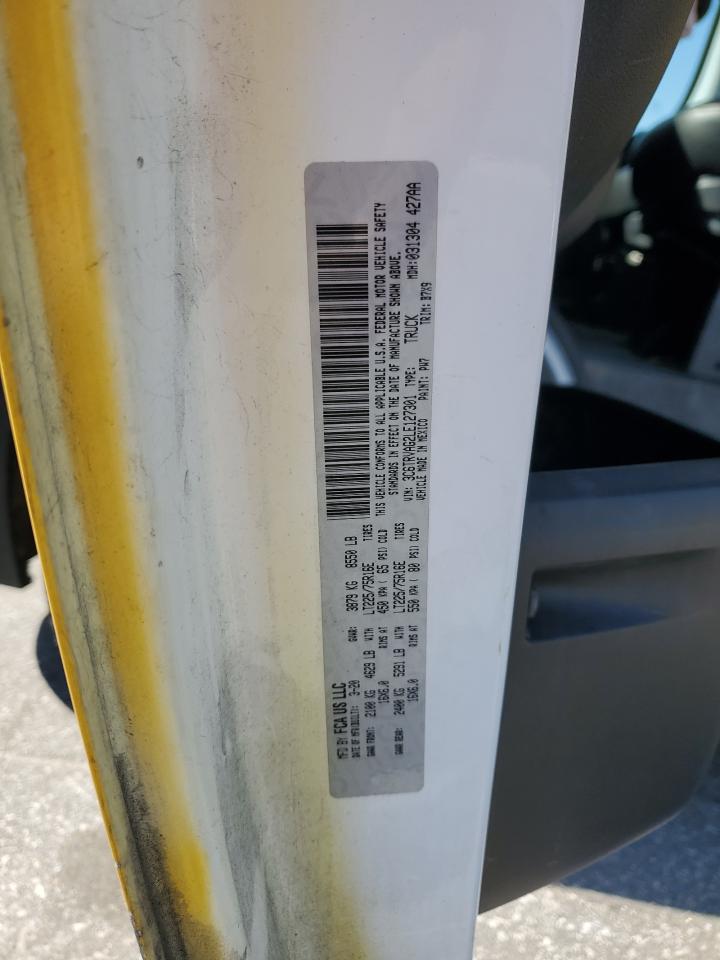 MFD BY FCA US LLC
DATE OF MFR(BUILT): 3-20 GVWR: 3879 KG 8550 LB
GAWR FRONT: 2100 KG 4629 LB WITH LT225/75R16E TIRES
16X6.0 RIMS AT 450 KPA ( 65 PSI) COLD
GAWR REAR: 2400 KG 5291 LB WITH LT225/75R16E TIRES
16X6.0 RIMS AT 550 KPA ( 80 PSI) COLD
THIS VEHICLE CONFORMS TO ALL APPLICABLE U.S.A. FEDERAL MOTOR VEHICLE SAFETY
STANDARDS IN EFFECT ON THE DATE OF MANUFACTURE SHOWN ABOVE.
VIN: 3C6TRVAG2LE127301 TYPE: TRUCK MDH:031304 427AA
VEHICLE MADE IN MEXICO PAINT: PW7 TRIM: B7X9